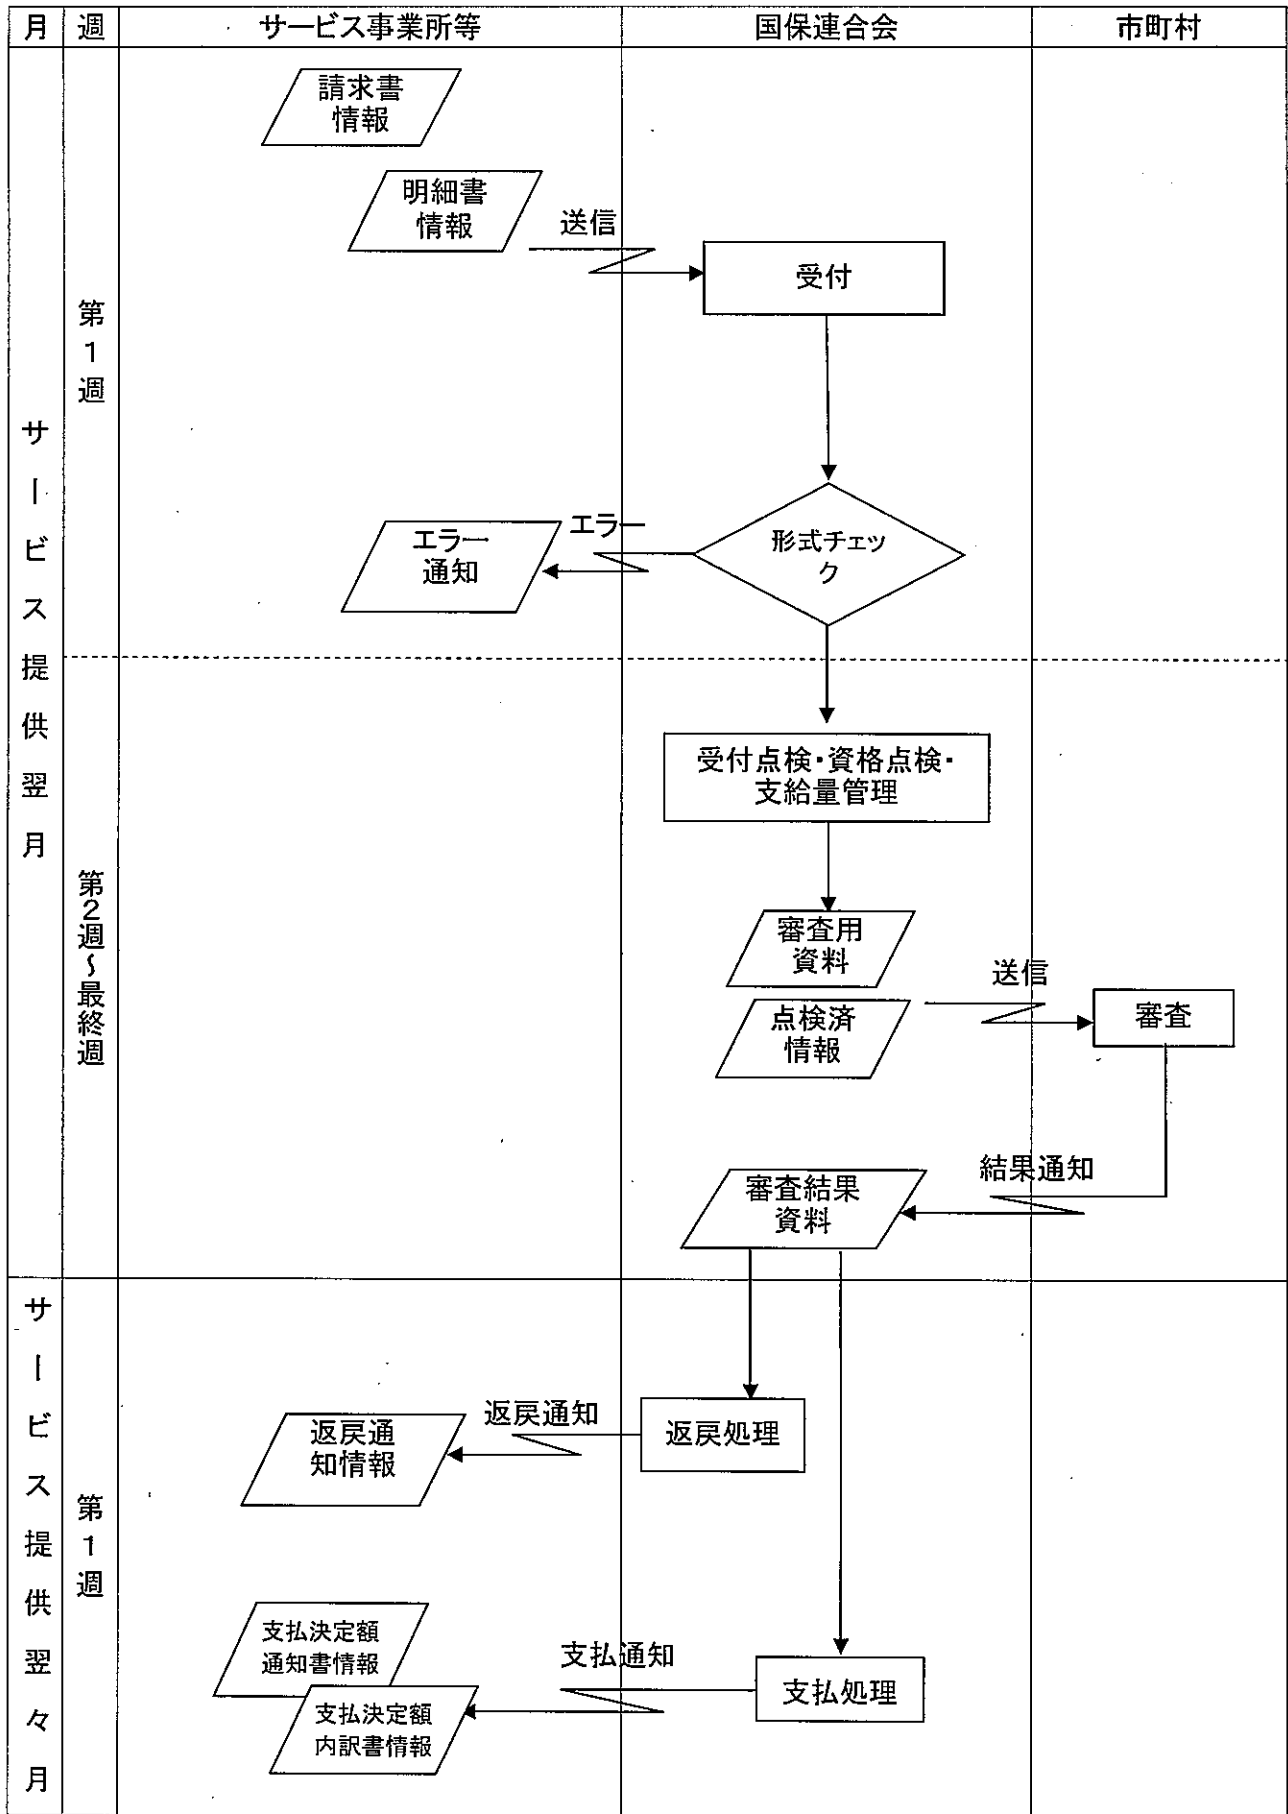 月 週 サービス事業所等 国保連合会 市町村
サービス提供翌月
第1週
請求書
情報
明細書
情報
送信
受付
エラー
エラー
通知
形式チェッ
ク
第2週～最終週
受付点検・資格点検・
支給量管理
審査用
資料
点検済
情報
送信
審査
結果通知
審査結果
資料
サービス提供翌々月
第1週
返戻処理
返戻通知
返戻通
知情報
支払処理
支払通知
支払決定額
通知書情報
支払決定額
内訳書情報